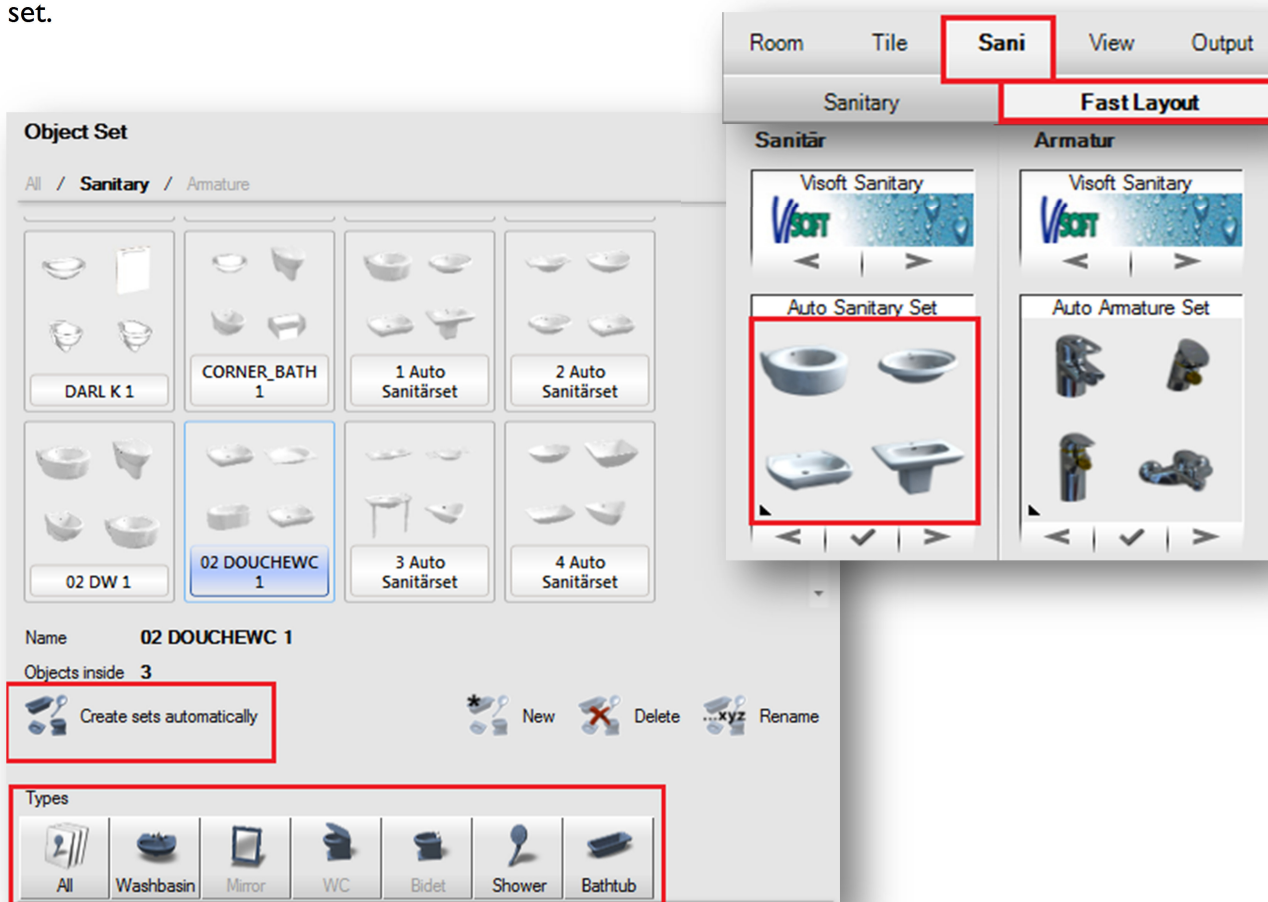 set.
Room Tile Sani View Output
Sanitary Fast Layout
Sanitär Armatur
Visoft Sanitary Visoft Sanitary
ViSOFT ViSOFT
Auto Sanitary Set Auto Armature Set
Object Set
All / Sanitary / Armature
DARL K 1
CORNER_BATH
1
1 Auto
Sanitärset
2 Auto
Sanitärset
02 DW 1
02 DOUCHEWC
1
3 Auto
Sanitärset
4 Auto
Sanitärset
Name 02 DOUCHEWC 1
Objects inside 3
Create sets automatically
* New Delete ...xyz Rename
Types
All Washbasin Mirror WC Bidet Shower Bathtub